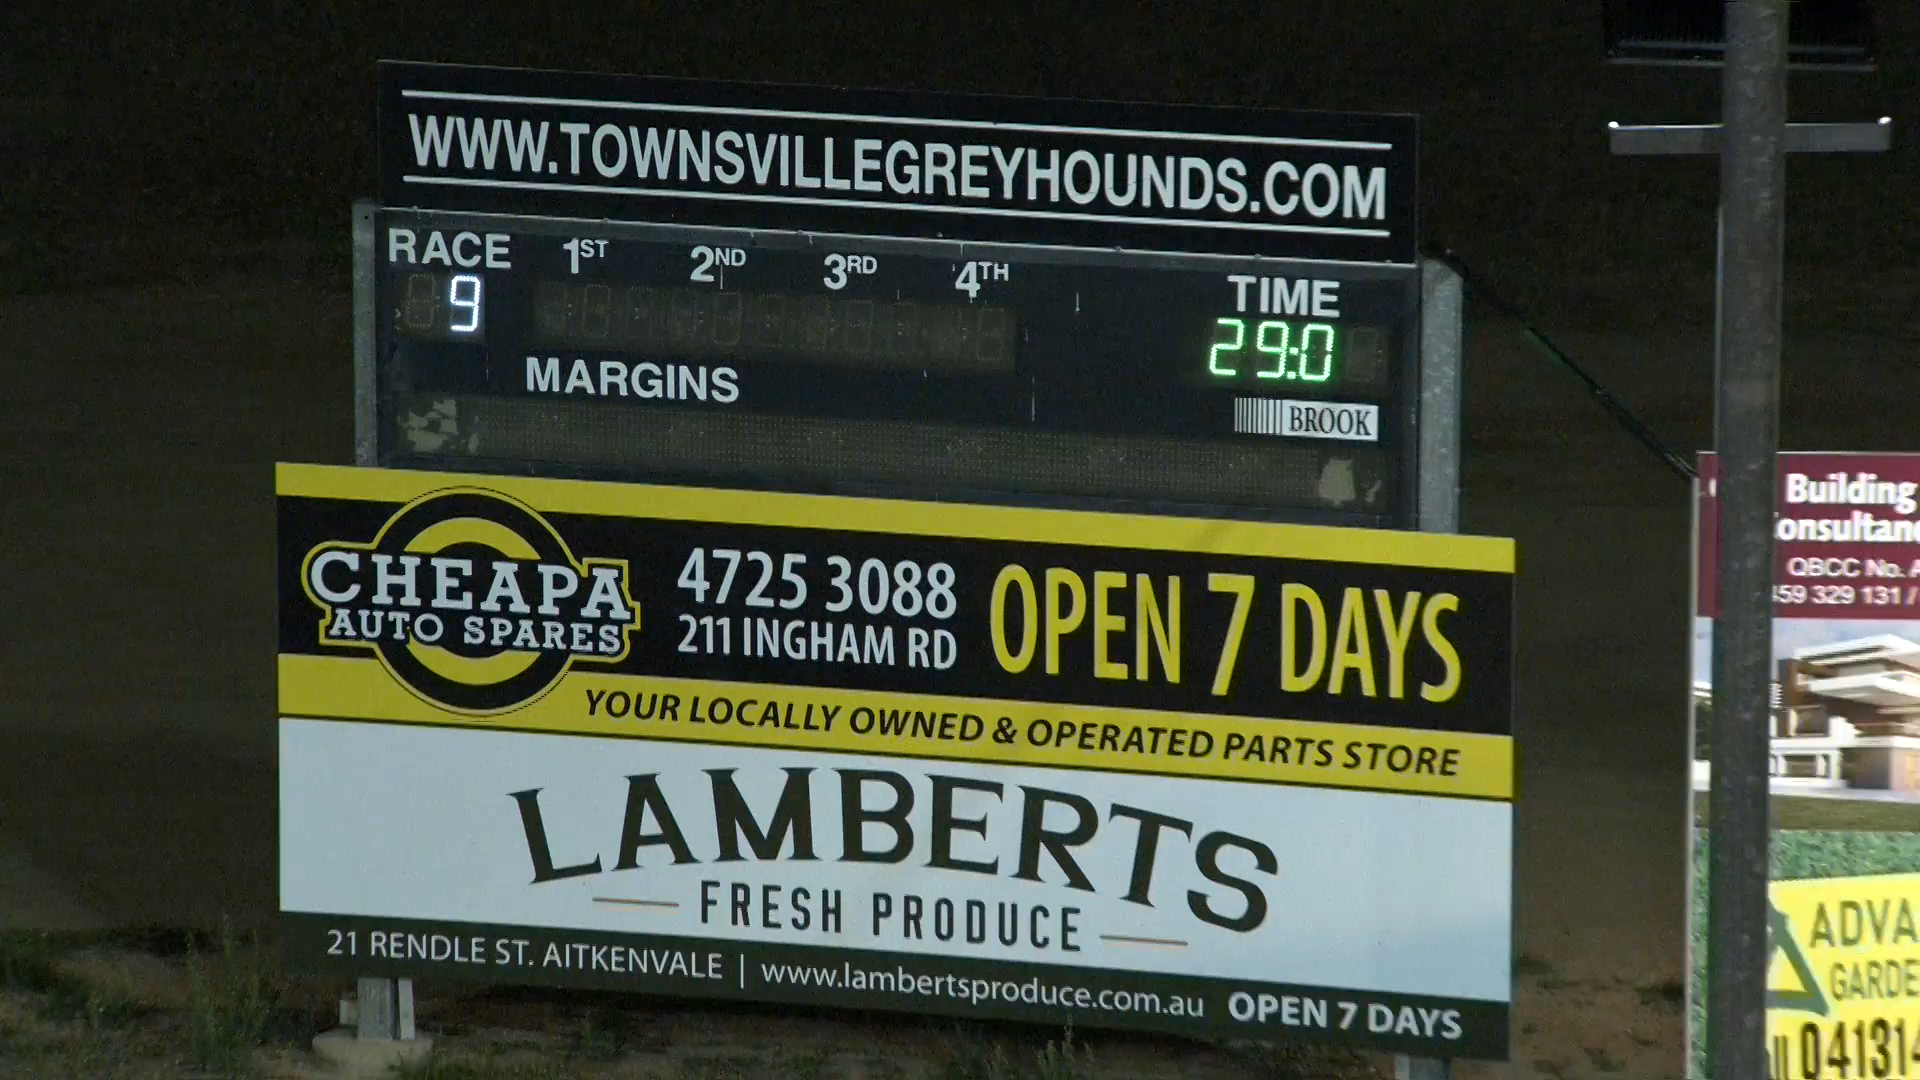 WWW.TOWNSVILLEGREYHOUNDS.COM
RACE 1ST 2ND 3RD 4TH TIME
9 29:0
MARGINS
BROOK
CHEAPA
AUTO SPARES
4725 3088
211 INGHAM RD
OPEN 7 DAYS
YOUR LOCALLY OWNED & OPERATED PARTS STORE
LAMBERTS
FRESH PRODUCE
21 RENDLE ST. AITKENVALE | www.lambertsproduce.com.au OPEN 7 DAYS
Building
onsultanc
QBCC No. A
459 329 131 /
ADVA
GARDE
041314